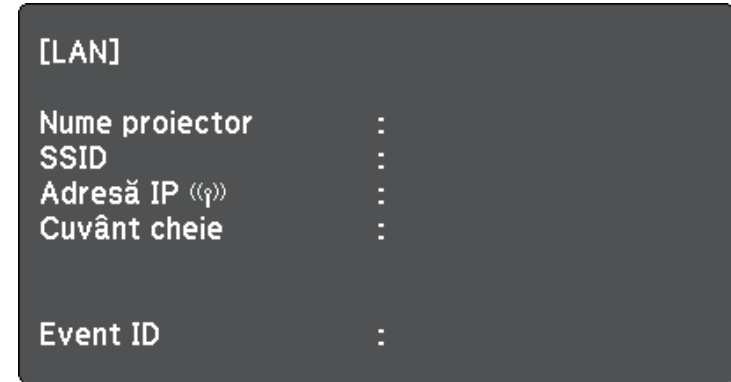 [LAN]
Nume proiector :
SSID :
Adresă IP :
Cuvânt cheie :
Event ID :